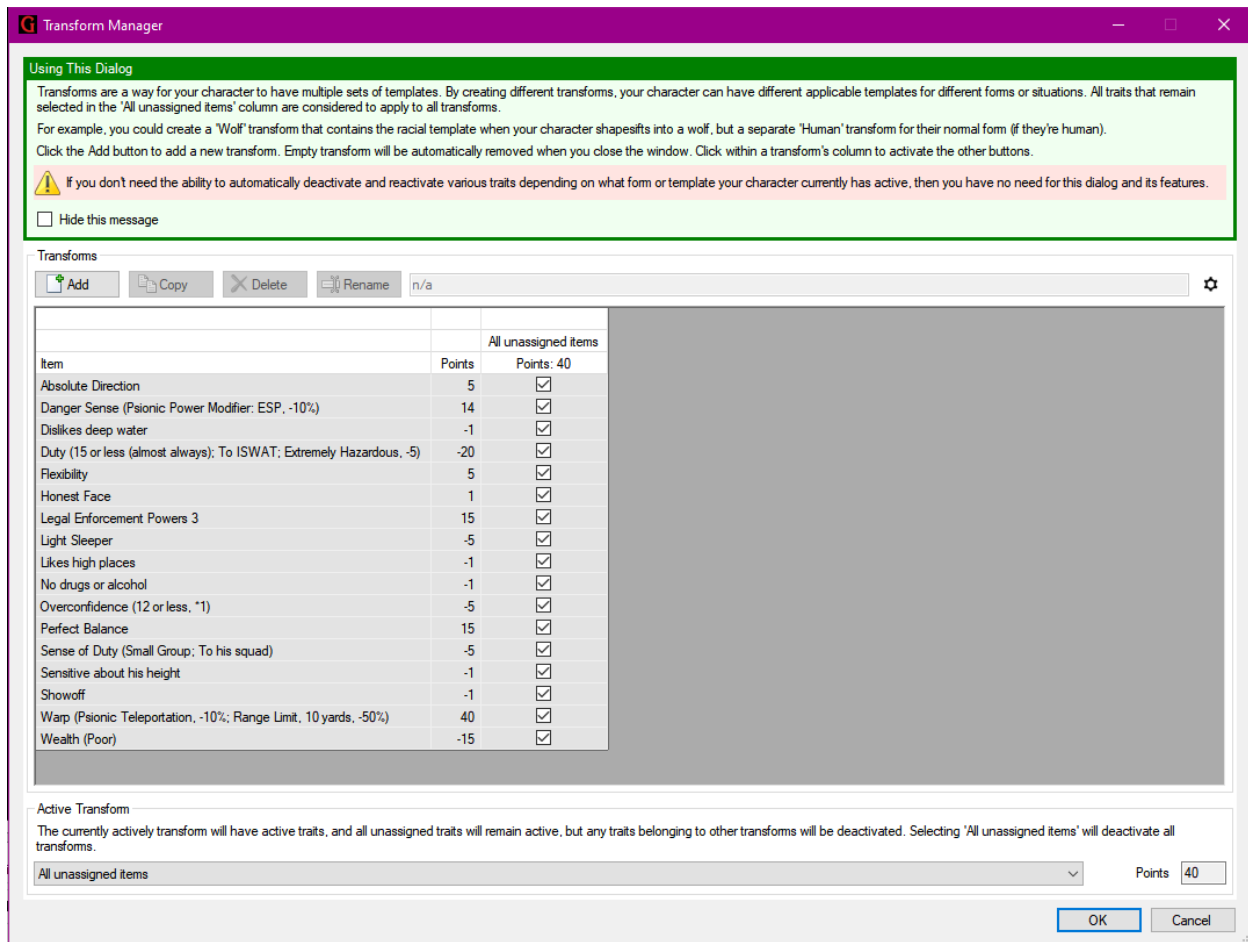 G Transform Manager
Using This Dialog
Transforms are a way for your character to have multiple sets of templates. By creating different transforms, your character can have different applicable templates for different forms or situations. All traits that remain
selected in the 'All unassigned items' column are considered to apply to all transforms.
For example, you could create a 'Wolf' transform that contains the racial template when your character shapesifts into a wolf, but a separate 'Human' transform for their normal form (if they're human).
Click the Add button to add a new transform. Empty transform will be automatically removed when you close the window. Click within a transform's column to activate the other buttons.
If you don't need the ability to automatically deactivate and reactivate various traits depending on what form or template your character currently has active, then you have no need for this dialog and its features.
Hide this message
Transforms
Add Copy Delete Rename n/a
All unassigned items
Item Points Points: 40
Absolute Direction 5
Danger Sense (Psionic Power Modifier: ESP, -10%) 14
Dislikes deep water -1
Duty (15 or less (almost always); To ISWAT; Extremely Hazardous, -5) -20
Flexibility 5
Honest Face 1
Legal Enforcement Powers 3 15
Light Sleeper -5
Likes high places -1
No drugs or alcohol -1
Overconfidence (12 or less, *1) -5
Perfect Balance 15
Sense of Duty (Small Group; To his squad) -5
Sensitive about his height -1
Showoff -1
Warp (Psionic Teleportation, -10%; Range Limit, 10 yards, -50%) 40
Wealth (Poor) -15
Active Transform
The currently actively transform will have active traits, and all unassigned traits will remain active, but any traits belonging to other transforms will be deactivated. Selecting 'All unassigned items' will deactivate all
transforms.
All unassigned items Points 40
OK Cancel